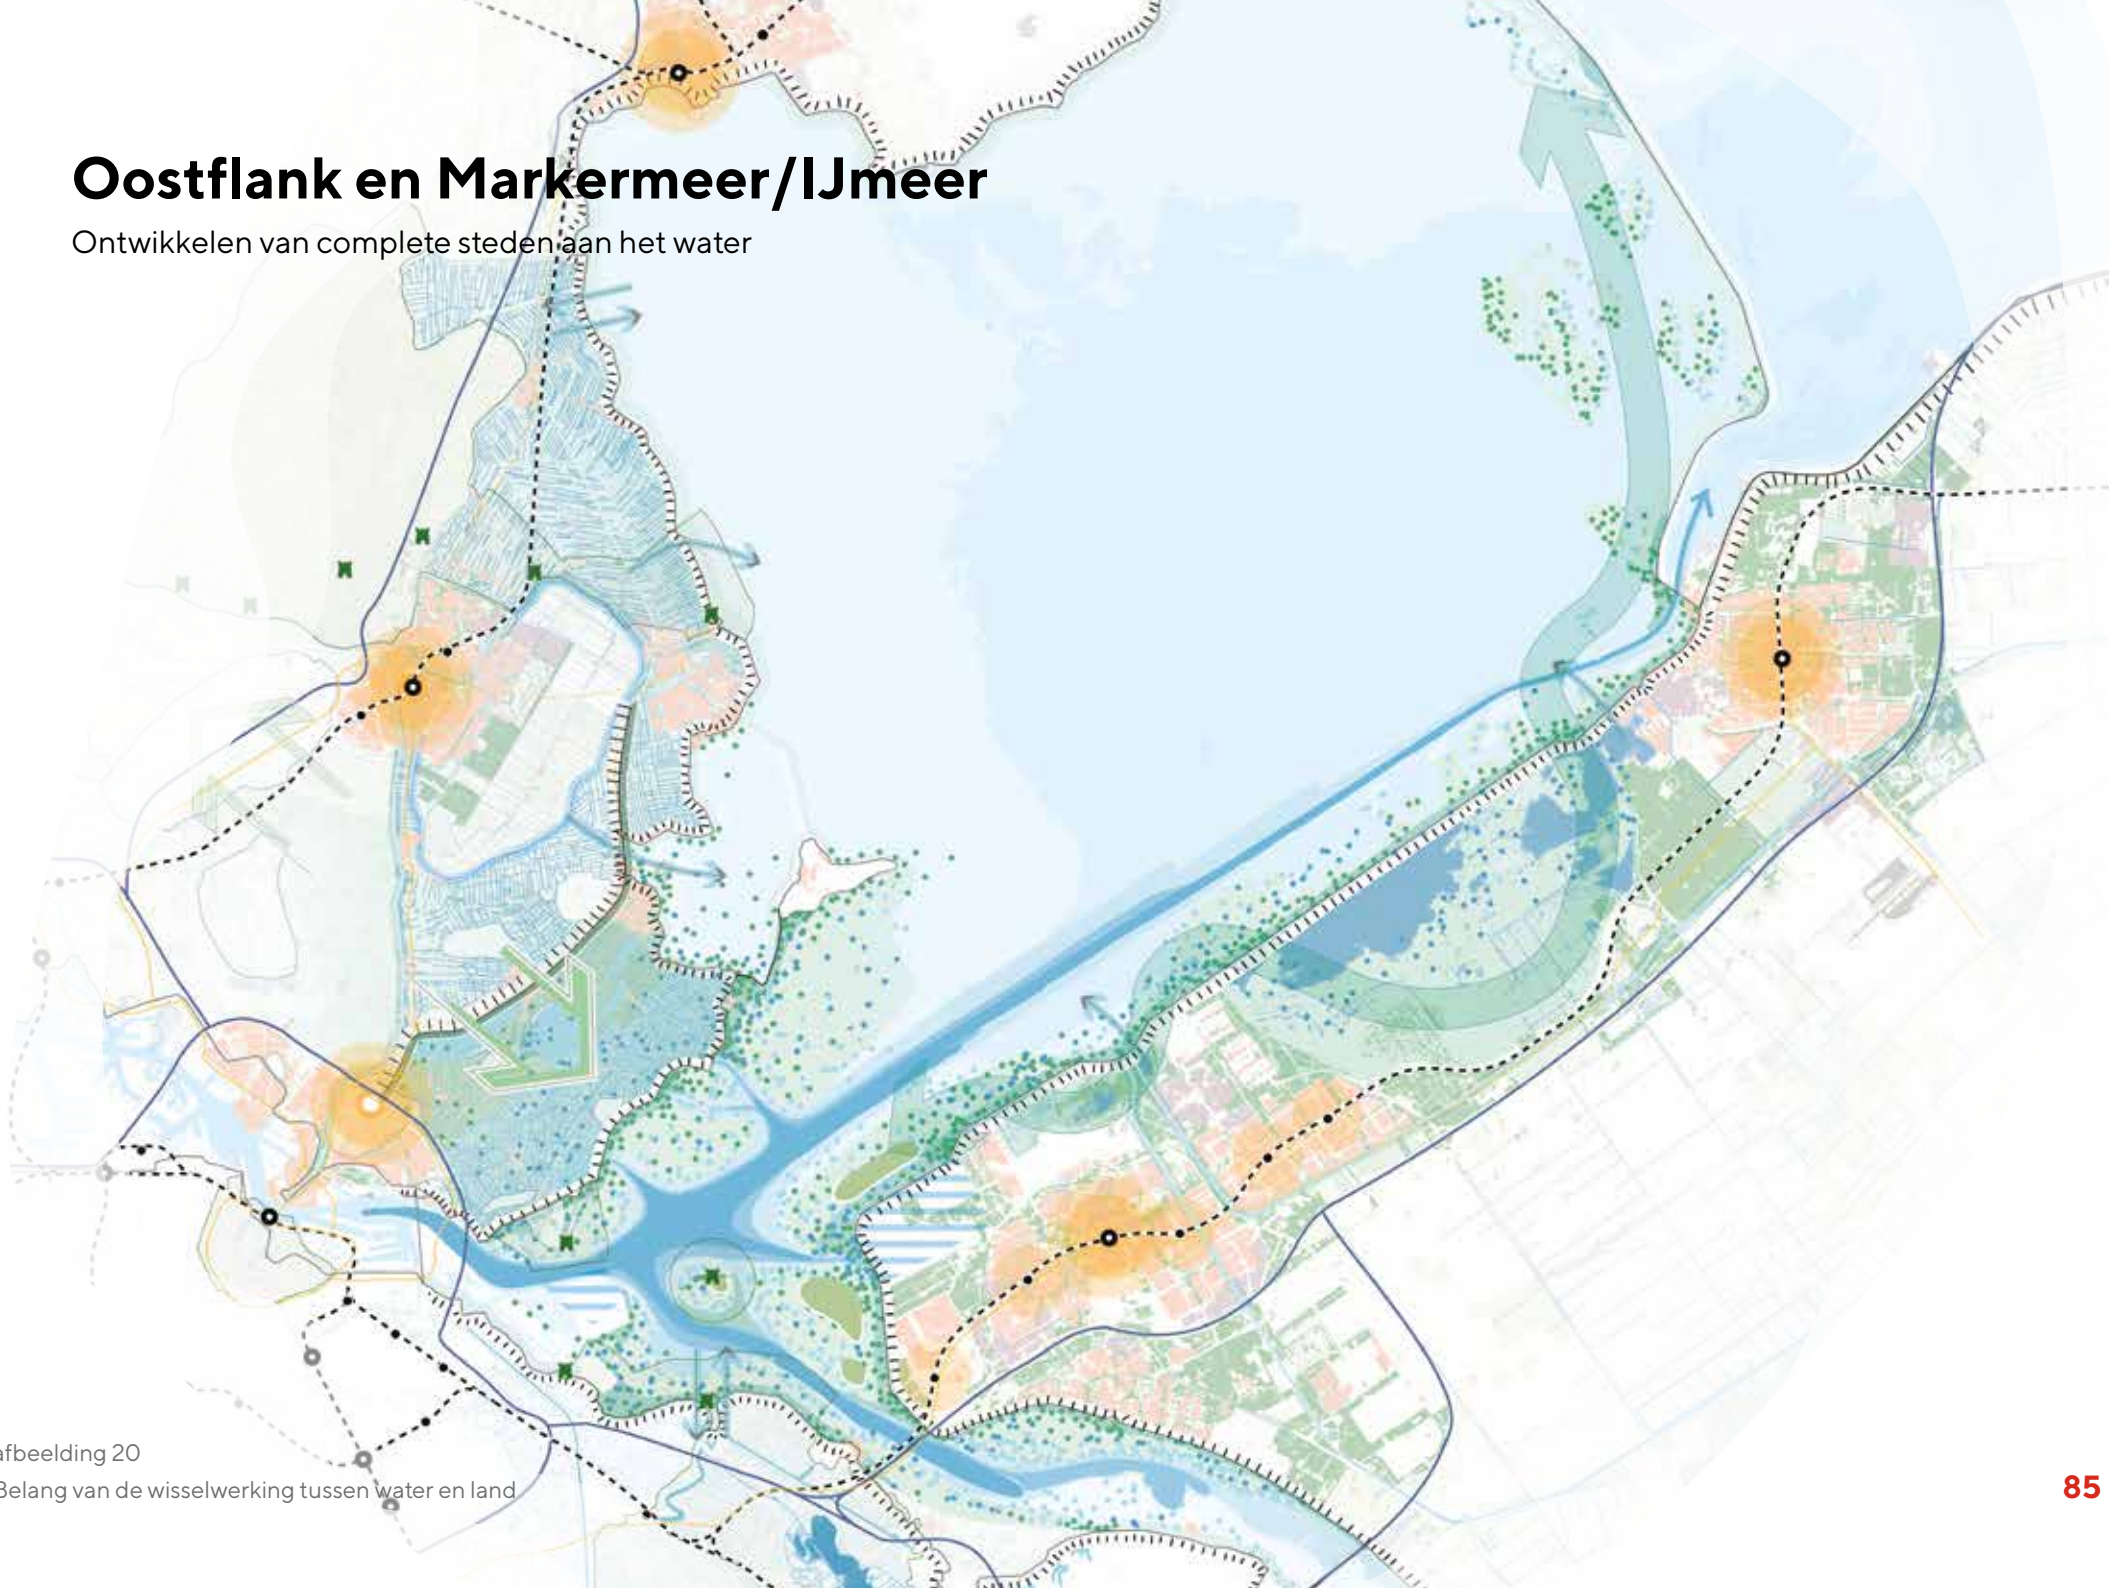 Oostflank en Markermeer/IJmeer
Ontwikkelen van complete steden aan het water
afbeelding 20
Belang van de wisselwerking tussen water en land
85